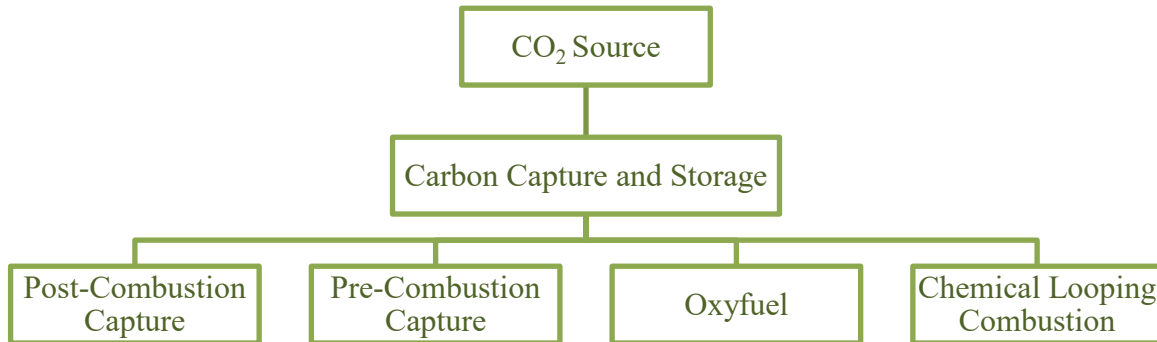 CO₂ Source
Carbon Capture and Storage
Post-Combustion
Capture
Pre-Combustion
Capture
Oxyfuel
Chemical Looping
Combustion